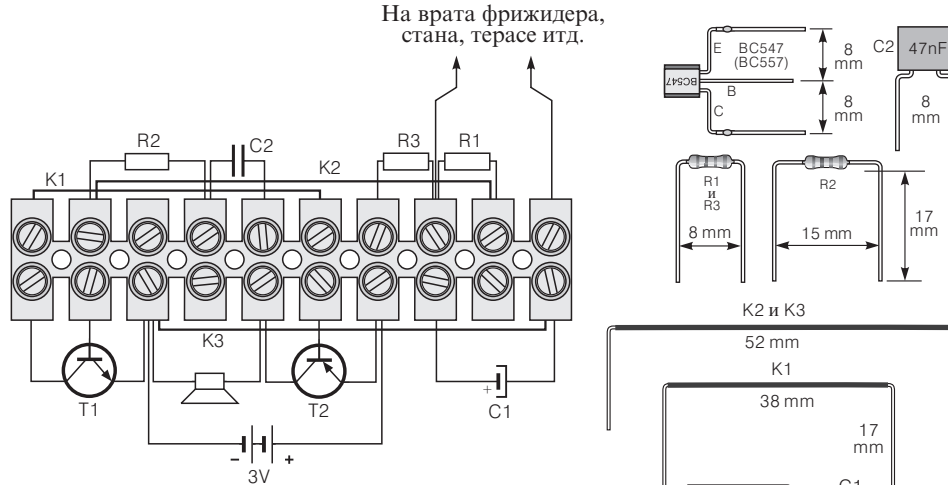 На врата фрижидера,
стана, терасе итд.
R2
C2
R3
R1
K1
K2
K3
T1
T2
+
C1
– +
3V
E
BC547
(BC557)
BC547
B
C
8
mm
8
mm
C2
47nF
8
mm
R1
и
R3
R2
8 mm
15 mm
17
mm
K2 и K3
52 mm
K1
38 mm
17
mm
C1